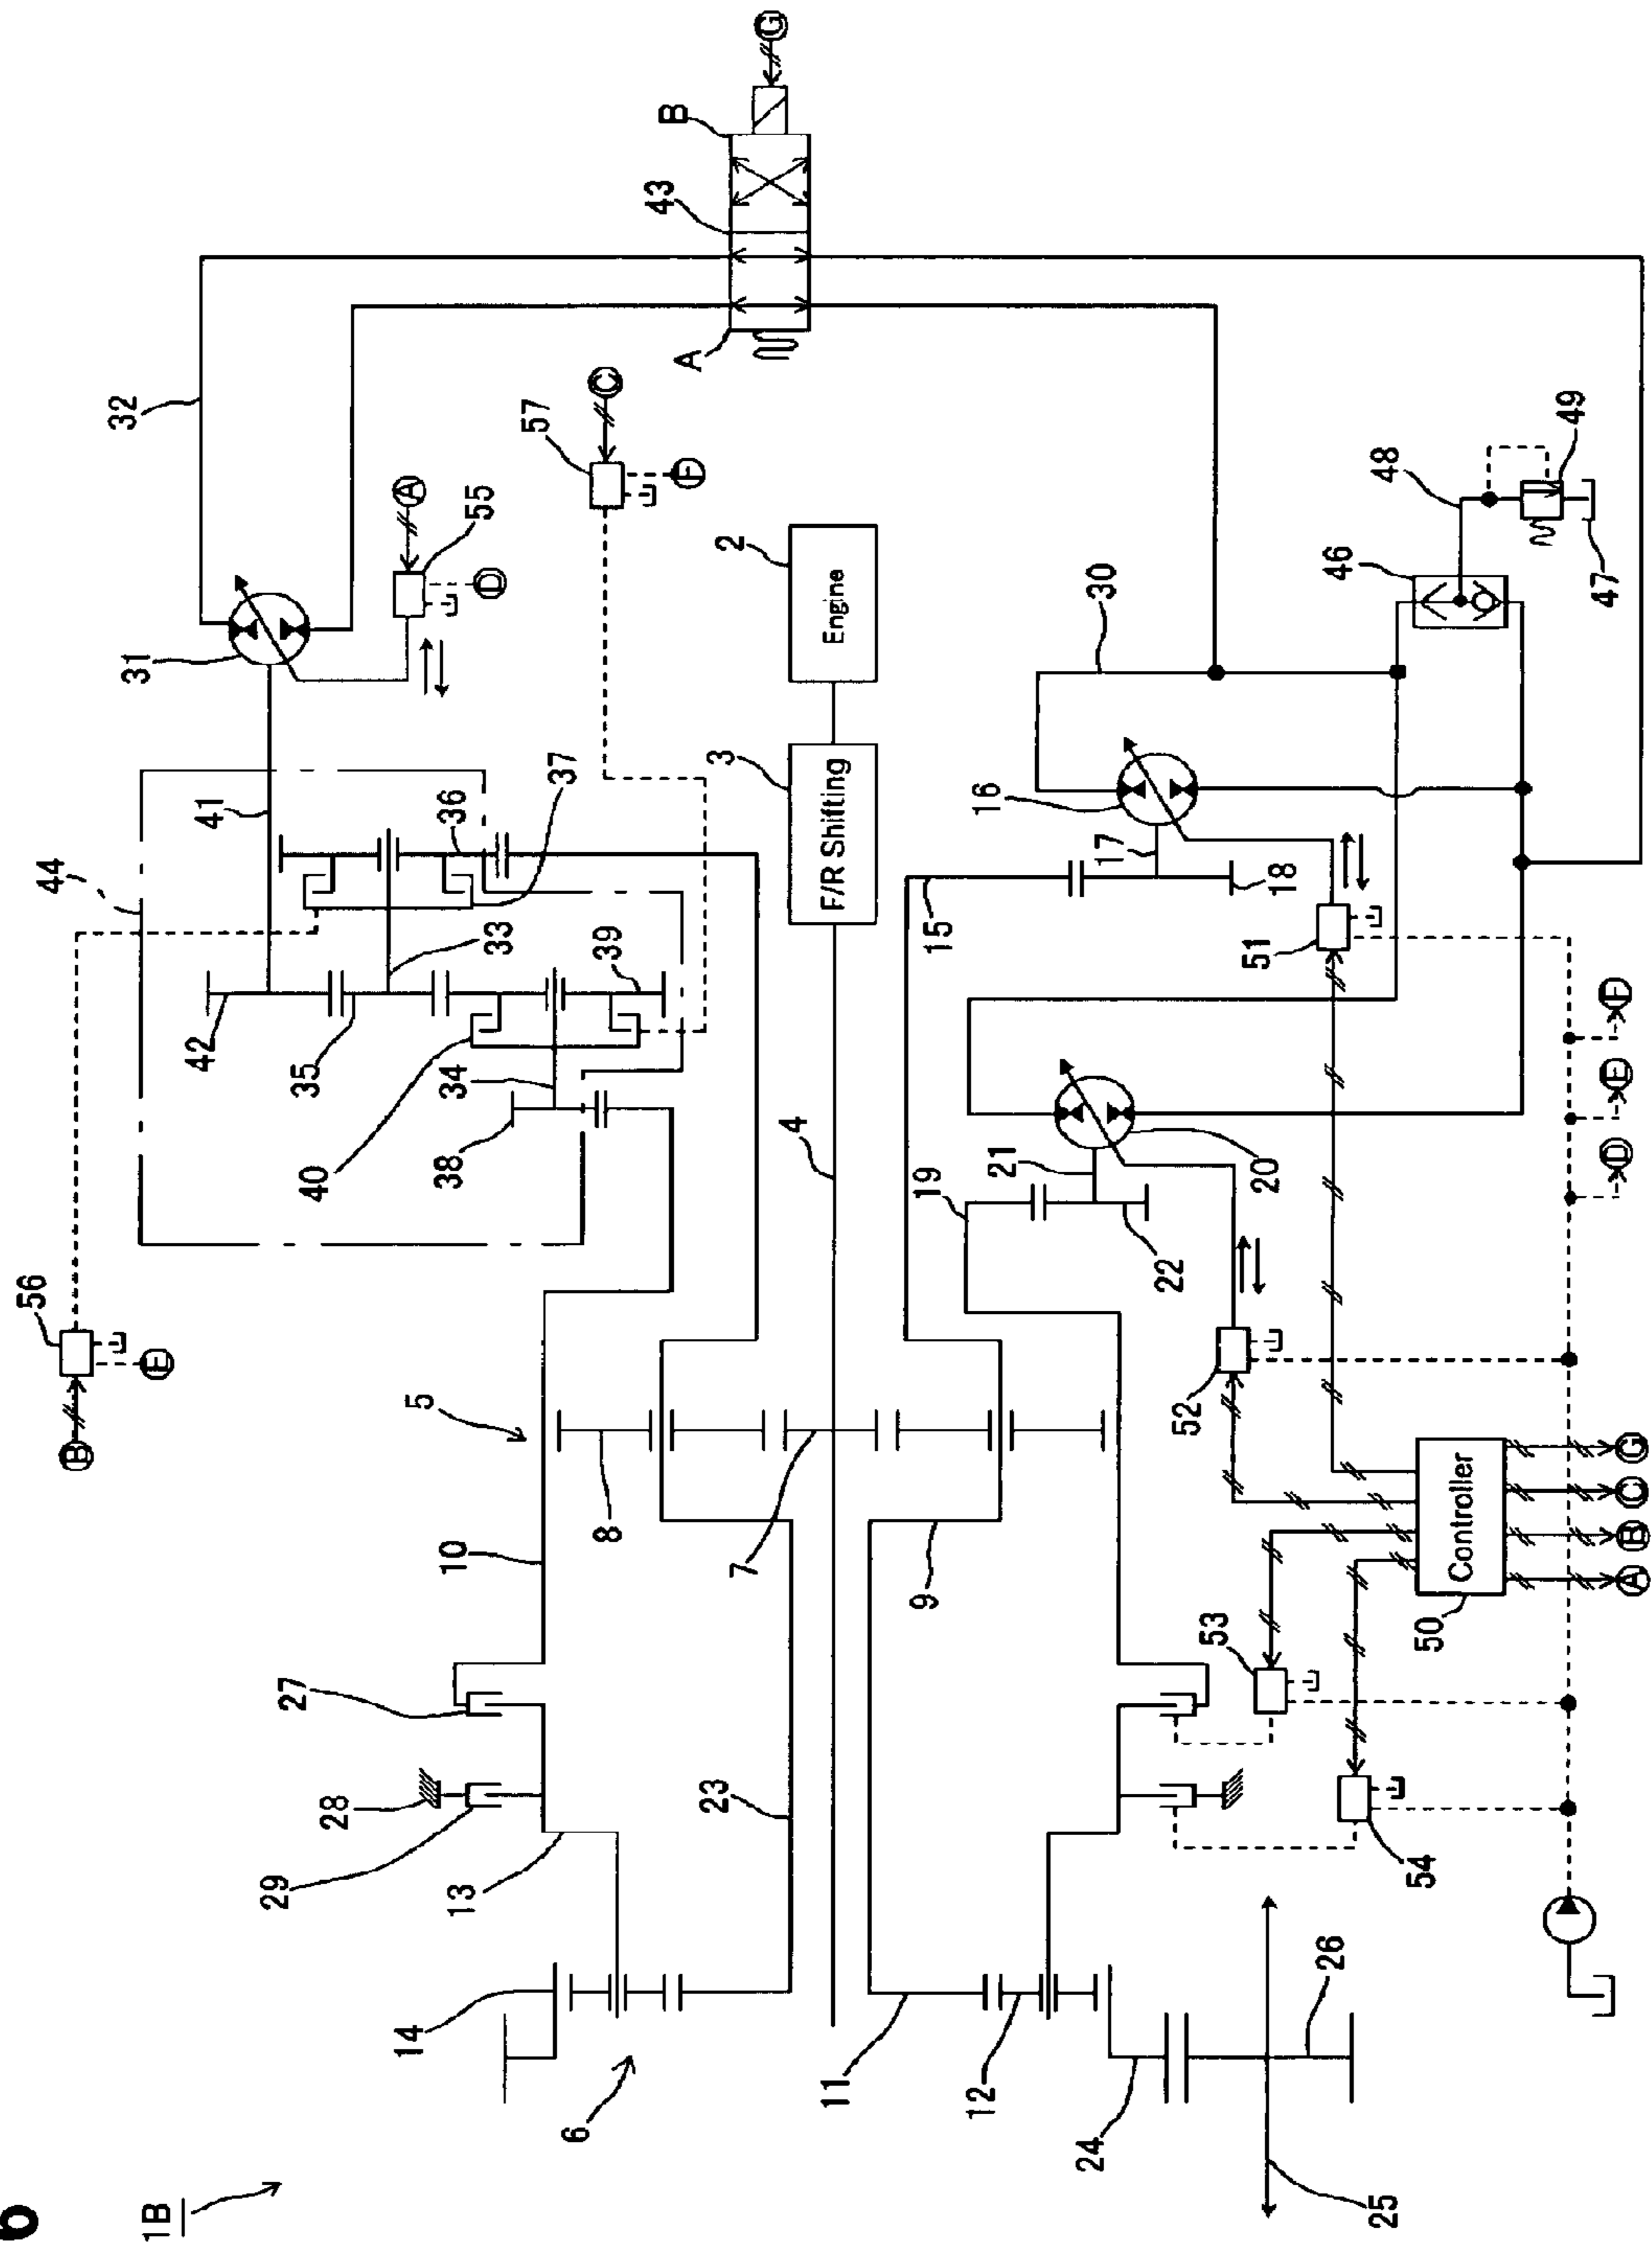 6
1B
56
B
E
44
41
31
32
A
55
D
57
C
F
B
43
A
G
42
35
33
36
37
39
34
40
38
5
8
10
7
9
27
28
29
13
14
6
23
11
12
24
25
26
4
3
F/R Shifting
2
Engine
15
16
17
18
19
20
21
22
30
46
48
49
47
51
52
53
54
50
Controller
A
B
C
G
D
E
F